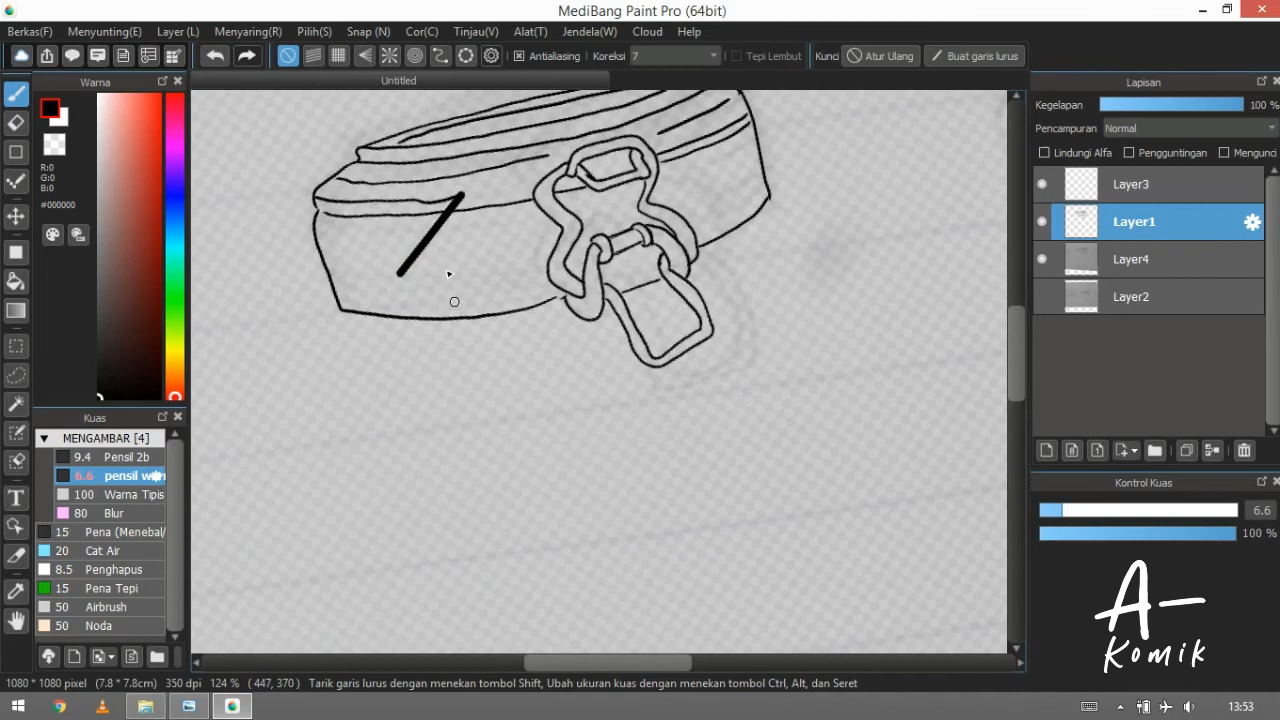 MediBang Paint Pro (64bit)
Berkas(F) Menyunting(E) Layer (L) Menyaring(R) Pilih(S) Snap (N) Cor(C) Tinjau(V) Alat(T) Jendela(W) Cloud Help
Antialiasing Koreksi 7 Tepi Lembut Kunci Atur Ulang Buat garis lurus
Untitled
Warna
R:0
G:0
B:0
#000000
Kuas
MENGAMBAR [4]
9.4 Pensil 2b
6.6 pensil warn
100 Warna Tipis
80 Blur
15 Pena (Menebal/
20 Cat Air
8.5 Penghapus
15 Pena Tepi
50 Airbrush
50 Noda
Lapisan
Kegelapan 100 %
Pencampuran Normal
Lindungi Alfa Pengguntingan Mengunci
Layer3
Layer1
Layer4
Layer2
Kontrol Kuas
6.6
100 %
A-
Komik
1080 * 1080 pixel (7.8 * 7.8cm) 350 dpi 124 % ( 447, 370 ) Tarik garis lurus dengan menekan tombol Shift, Ubah ukuran kuas dengan menekan tombol Ctrl, Alt, dan Seret
13:53